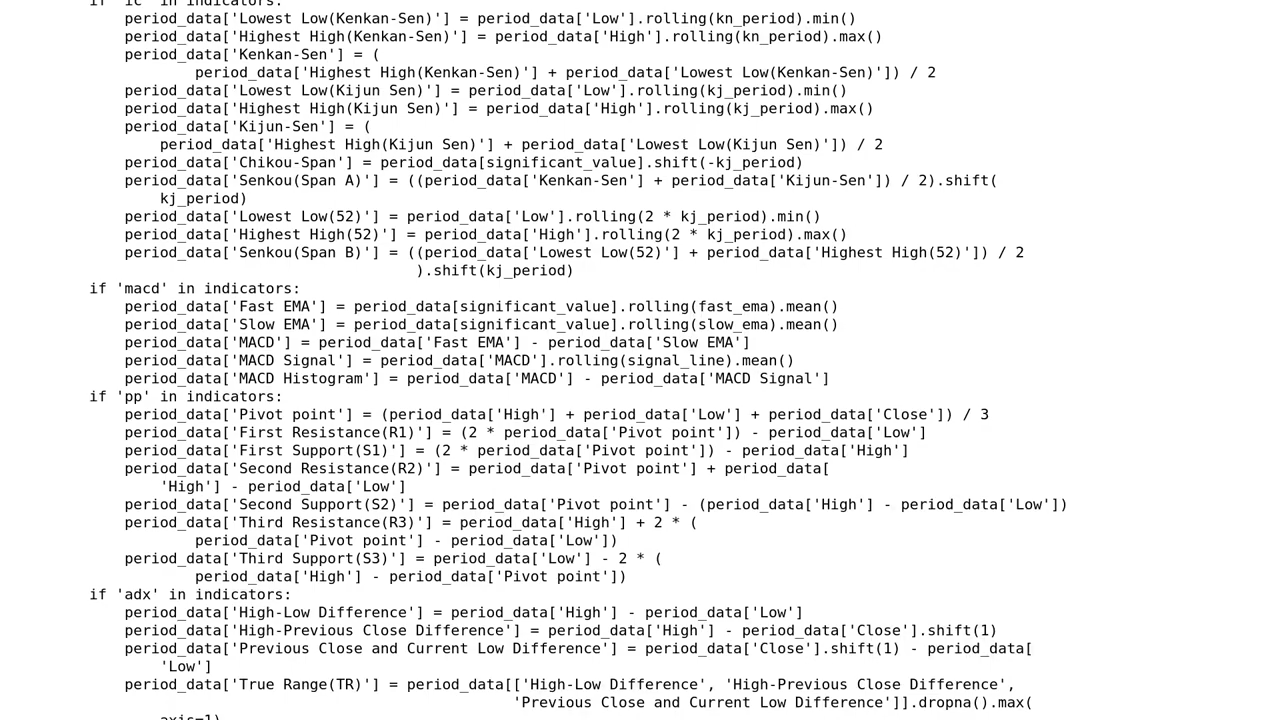 if 'ic' in indicators:
period_data['Lowest Low(Kenkan-Sen)'] = period_data['Low'].rolling(kn_period).min()
period_data['Highest High(Kenkan-Sen)'] = period_data['High'].rolling(kn_period).max()
period_data['Kenkan-Sen'] = (
period_data['Highest High(Kenkan-Sen)'] + period_data['Lowest Low(Kenkan-Sen)']) / 2
period_data['Lowest Low(Kijun Sen)'] = period_data['Low'].rolling(kj_period).min()
period_data['Highest High(Kijun Sen)'] = period_data['High'].rolling(kj_period).max()
period_data['Kijun-Sen'] = (
period_data['Highest High(Kijun Sen)'] + period_data['Lowest Low(Kijun Sen)']) / 2
period_data['Chikou-Span'] = period_data[significant_value].shift(-kj_period)
period_data['Senkou(Span A)'] = ((period_data['Kenkan-Sen'] + period_data['Kijun-Sen']) / 2).shift(
kj_period)
period_data['Lowest Low(52)'] = period_data['Low'].rolling(2 * kj_period).min()
period_data['Highest High(52)'] = period_data['High'].rolling(2 * kj_period).max()
period_data['Senkou(Span B)'] = ((period_data['Lowest Low(52)'] + period_data['Highest High(52)']) / 2
).shift(kj_period)
if 'macd' in indicators:
period_data['Fast EMA'] = period_data[significant_value].rolling(fast_ema).mean()
period_data['Slow EMA'] = period_data[significant_value].rolling(slow_ema).mean()
period_data['MACD'] = period_data['Fast EMA'] - period_data['Slow EMA']
period_data['MACD Signal'] = period_data['MACD'].rolling(signal_line).mean()
period_data['MACD Histogram'] = period_data['MACD'] - period_data['MACD Signal']
if 'pp' in indicators:
period_data['Pivot point'] = (period_data['High'] + period_data['Low'] + period_data['Close']) / 3
period_data['First Resistance(R1)'] = (2 * period_data['Pivot point']) - period_data['Low']
period_data['First Support(S1)'] = (2 * period_data['Pivot point']) - period_data['High']
period_data['Second Resistance(R2)'] = period_data['Pivot point'] + period_data[
'High'] - period_data['Low']
period_data['Second Support(S2)'] = period_data['Pivot point'] - (period_data['High'] - period_data['Low'])
period_data['Third Resistance(R3)'] = period_data['High'] + 2 * (
period_data['Pivot point'] - period_data['Low'])
period_data['Third Support(S3)'] = period_data['Low'] - 2 * (
period_data['High'] - period_data['Pivot point'])
if 'adx' in indicators:
period_data['High-Low Difference'] = period_data['High'] - period_data['Low']
period_data['High-Previous Close Difference'] = period_data['High'] - period_data['Close'].shift(1)
period_data['Previous Close and Current Low Difference'] = period_data['Close'].shift(1) - period_data[
'Low']
period_data['True Range(TR)'] = period_data[['High-Low Difference', 'High-Previous Close Difference',
'Previous Close and Current Low Difference']].dropna().max(
axis=1)